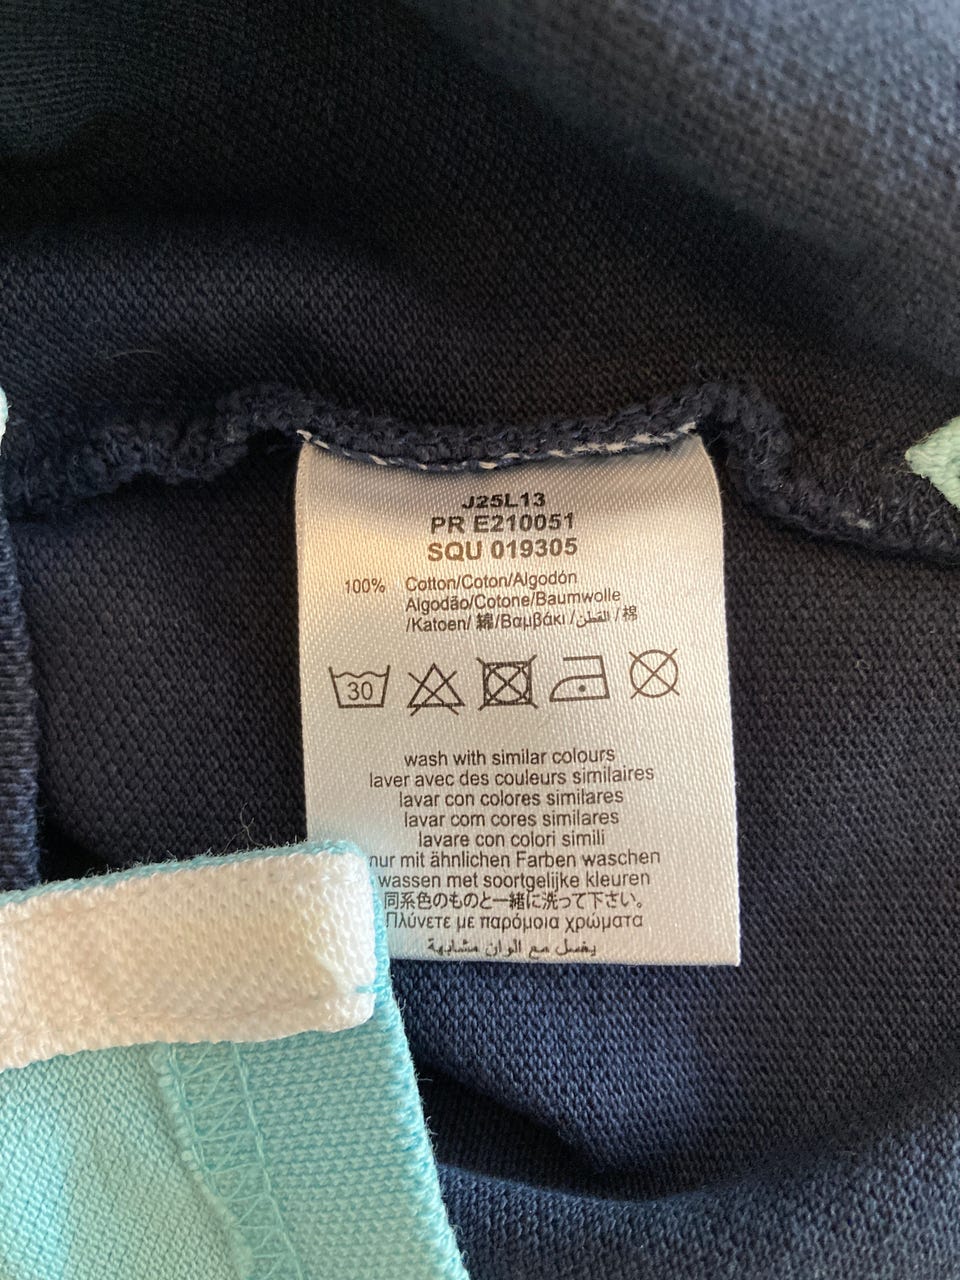 J25L13
PR E210051
SQU 019305
100% Cotton/Coton/Algodón
Algodão/Cotone/Baumwolle
/Katoen/ 綿/Βαμβάκι /القطن / 棉
30
wash with similar colours
laver avec des couleurs similaires
lavar con colores similares
lavar com cores similares
lavare con colori simili
nur mit ähnlichen Farben waschen
wassen met soortgelijke kleuren
同系色のものと一緒に洗って下さい。
Πλύνετε με παρόμοια χρώματα
يغسل مع الوان مشابهة